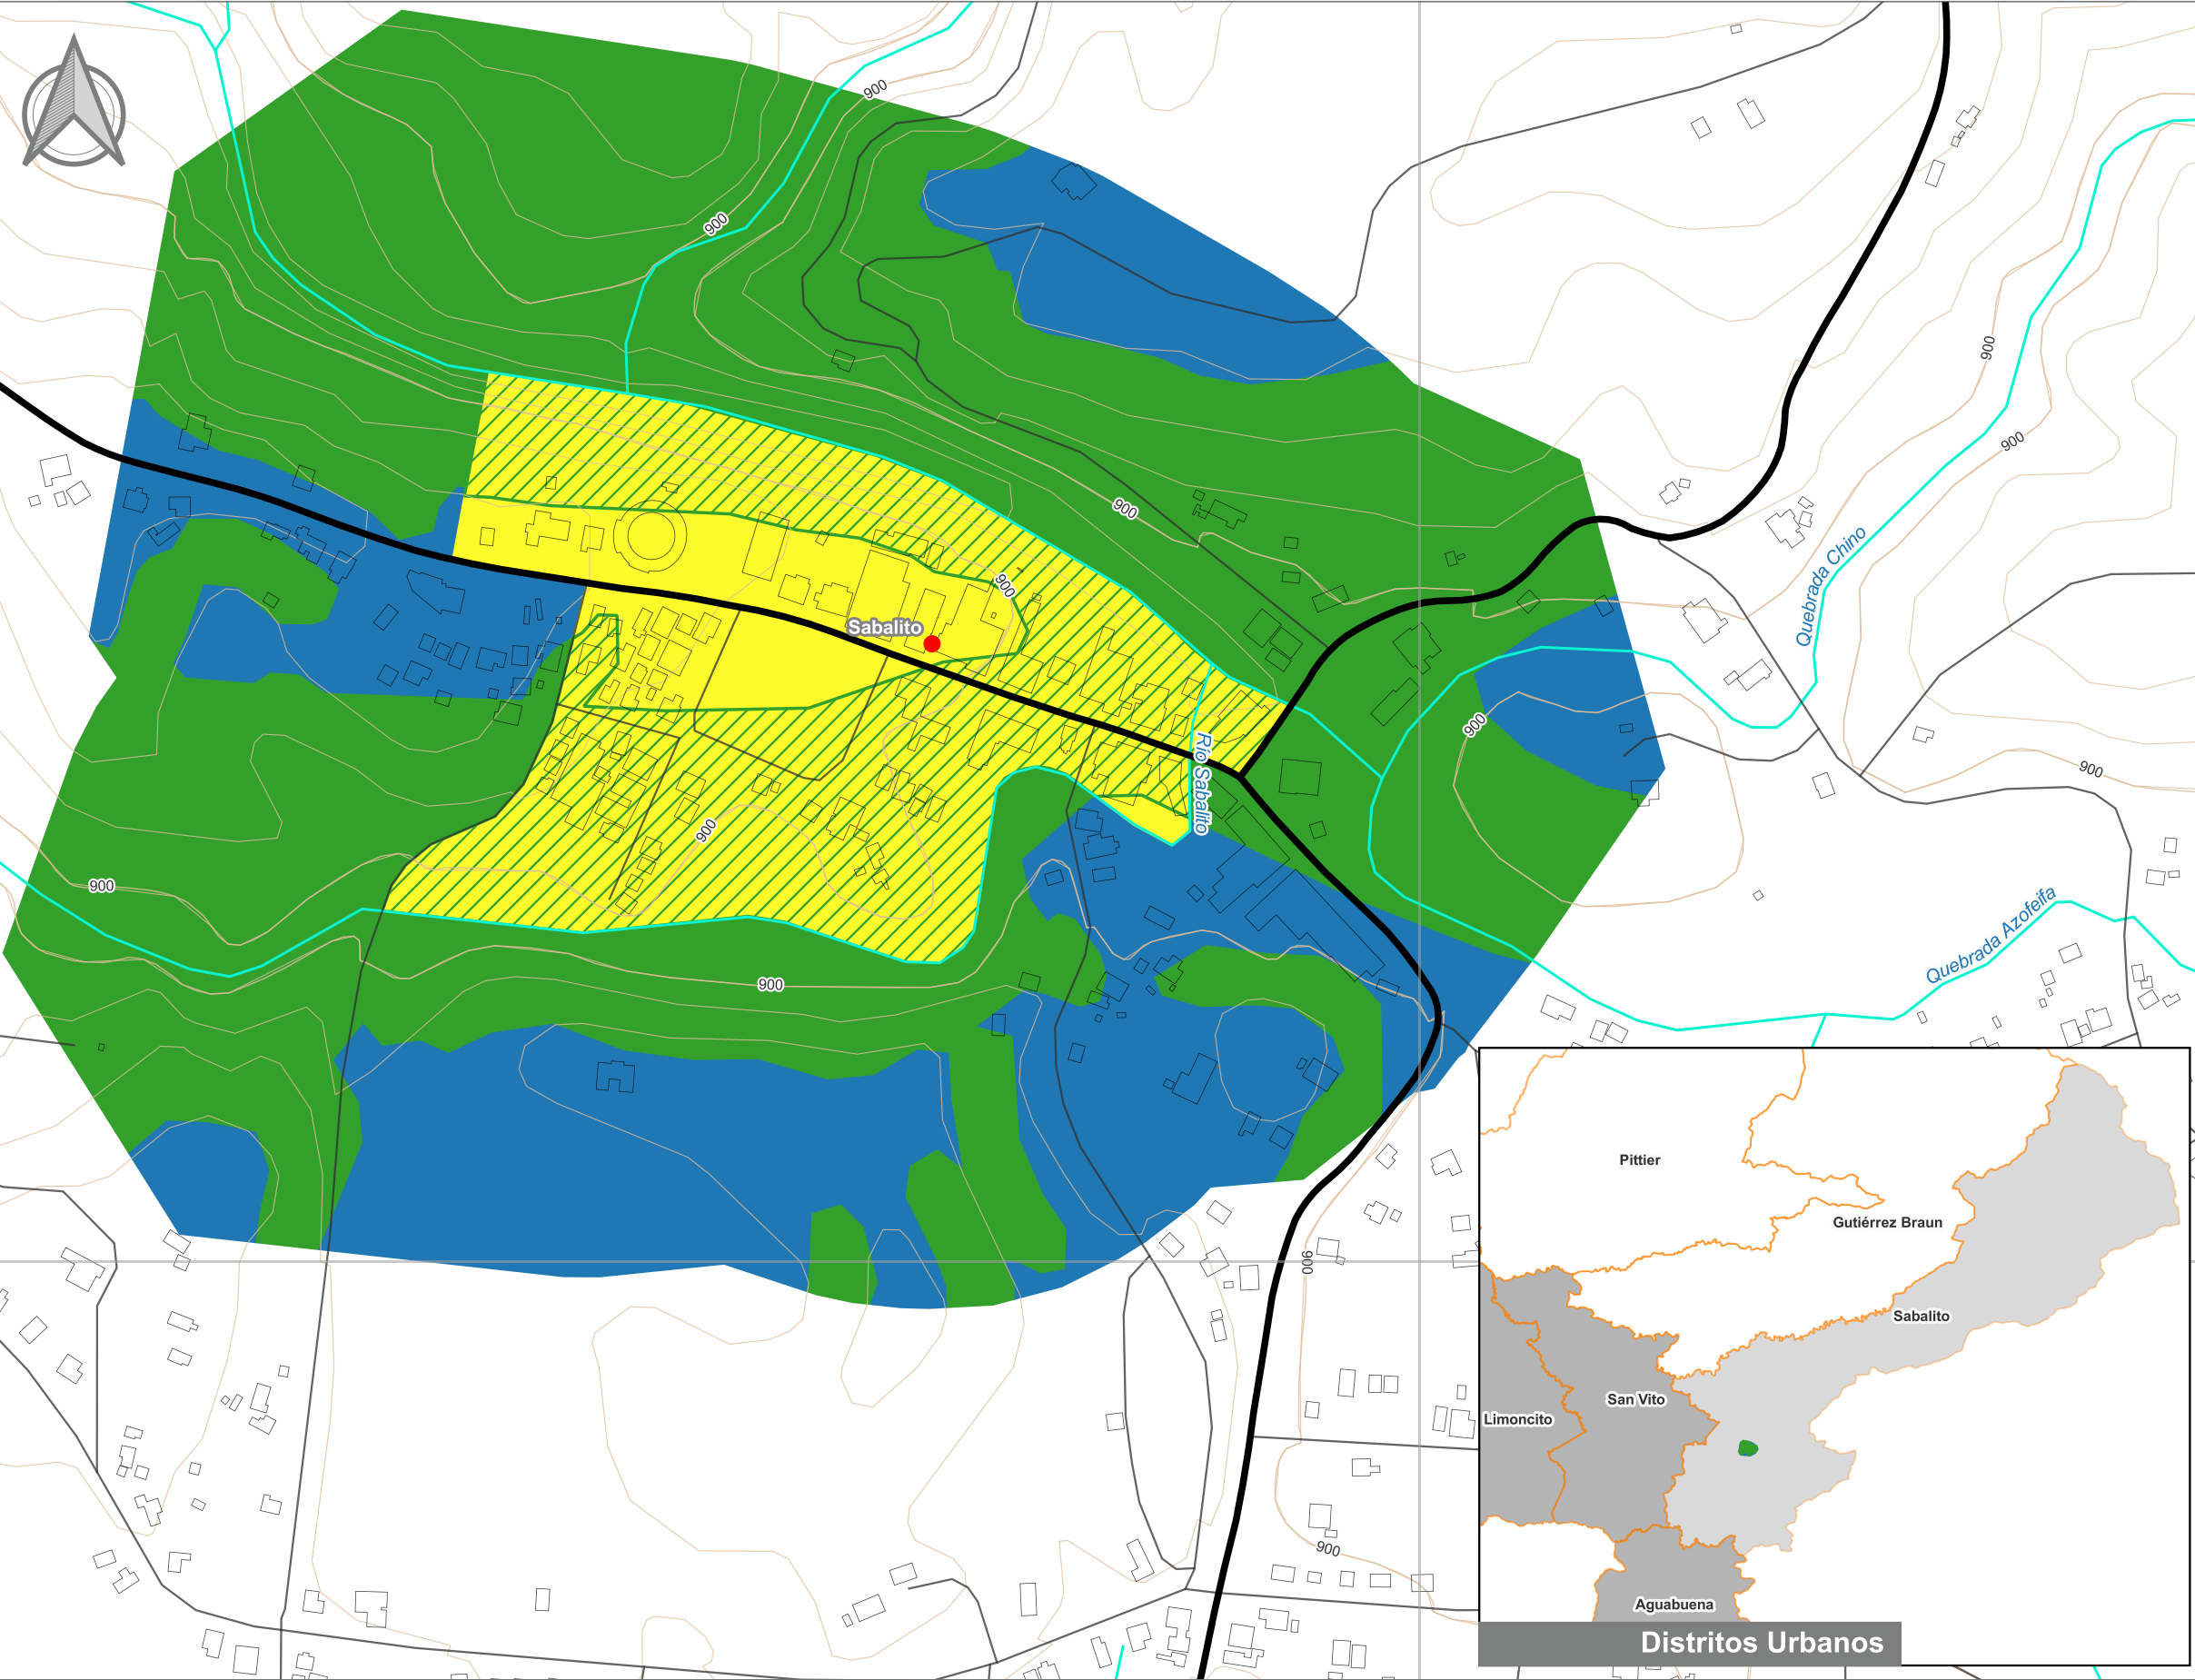 900
900
900
900
900
900
Sabalito
Quebrada Chino
Río Sabalito
900
900
900
900
Quebrada Azofeifa
900
900
900
Pittier
Gutiérrez Braun
Sabalito
San Vito
Limoncito
Aguabuena
Distritos Urbanos